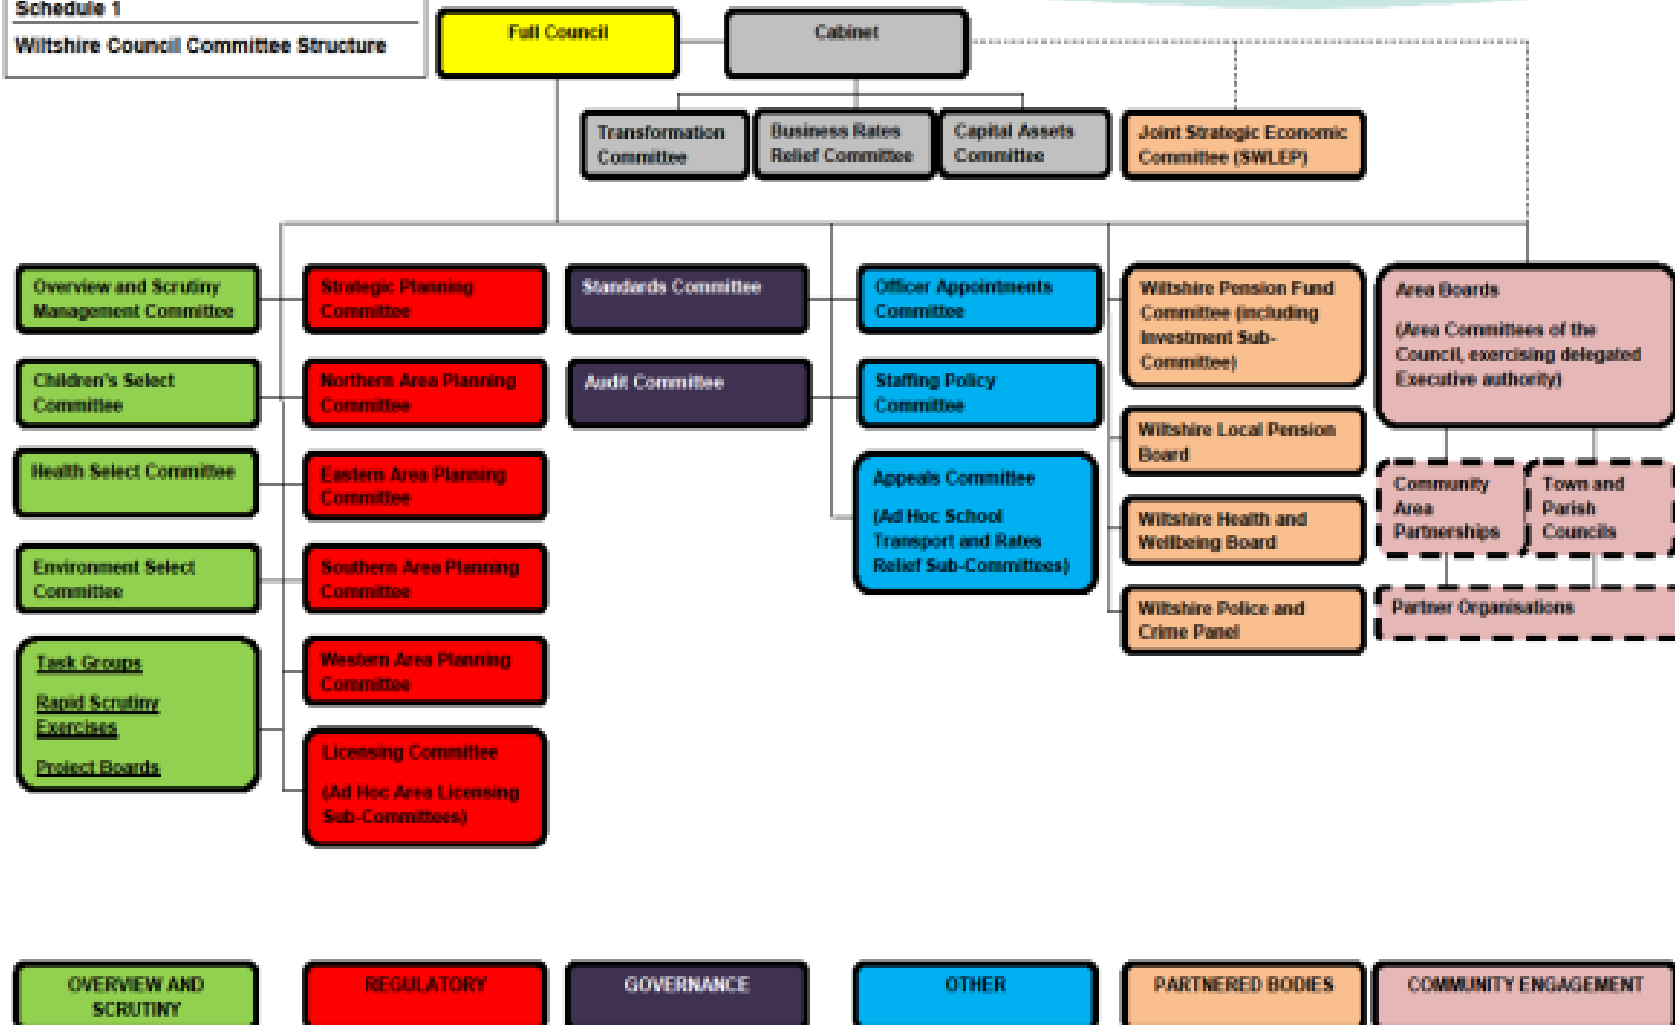 Schedule 1
Wiltshire Council Committee Structure
Full Council
Cabinet
Transformation
Committee
Business Rates
Relief Committee
Capital Assets
Committee
Joint Strategic Economic
Committee (SWLEP)
Overview and Scrutiny
Management Committee
Children's Select
Committee
Health Select Committee
Environment Select
Committee
Task Groups
Rapid Scrutiny
Exercises
Project Boards
Strategic Planning
Committee
Northern Area Planning
Committee
Eastern Area Planning
Committee
Southern Area Planning
Committee
Western Area Planning
Committee
Licensing Committee
(Ad Hoc Area Licensing
Sub-Committees)
Standards Committee
Audit Committee
Officer Appointments
Committee
Staffing Policy
Committee
Appeals Committee
(Ad Hoc School
Transport and Rates
Relief Sub-Committees)
Wiltshire Pension Fund
Committee (including
Investment Sub-
Committee)
Wiltshire Local Pension
Board
Wiltshire Health and
Wellbeing Board
Wiltshire Police and
Crime Panel
Area Boards
(Area Committees of the
Council, exercising delegated
Executive authority)
Community
Area
Partnerships
Town and
Parish
Councils
Partner Organisations
OVERVIEW AND
SCRUTINY
REGULATORY
GOVERNANCE
OTHER
PARTNERED BODIES
COMMUNITY ENGAGEMENT